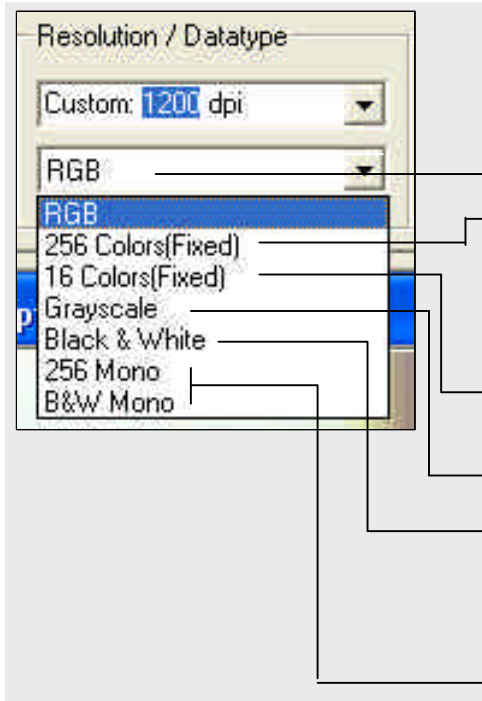 Resolution / Datatype
Custom: 1200 dpi
RGB
RGB
256 Colors(Fixed)
16 Colors(Fixed)
Grayscale
Black & White
256 Mono
B&W Mono
p